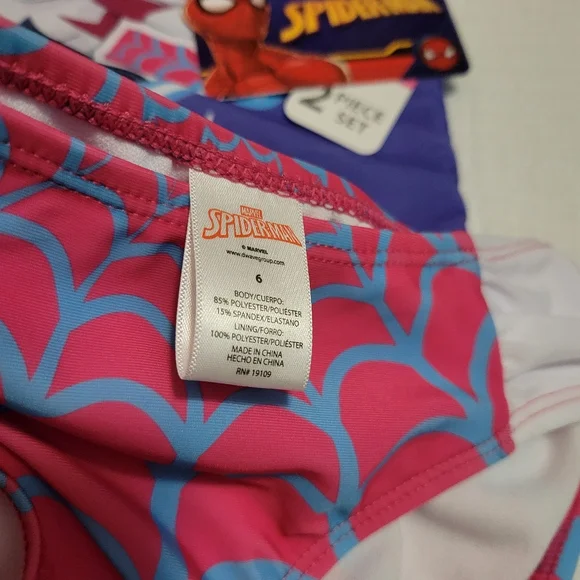 SPIDER-MAN
2 PIECE
SET
MARVEL
SPIDER-MAN
© MARVEL
www.dwavegroup.com
6
BODY/CUERPO:
85% POLYESTER/POLIÉSTER
15% SPANDEX/ELASTANO
LINING/FORRO:
100% POLYESTER/POLIÉSTER
MADE IN CHINA
HECHO EN CHINA
RN# 19109